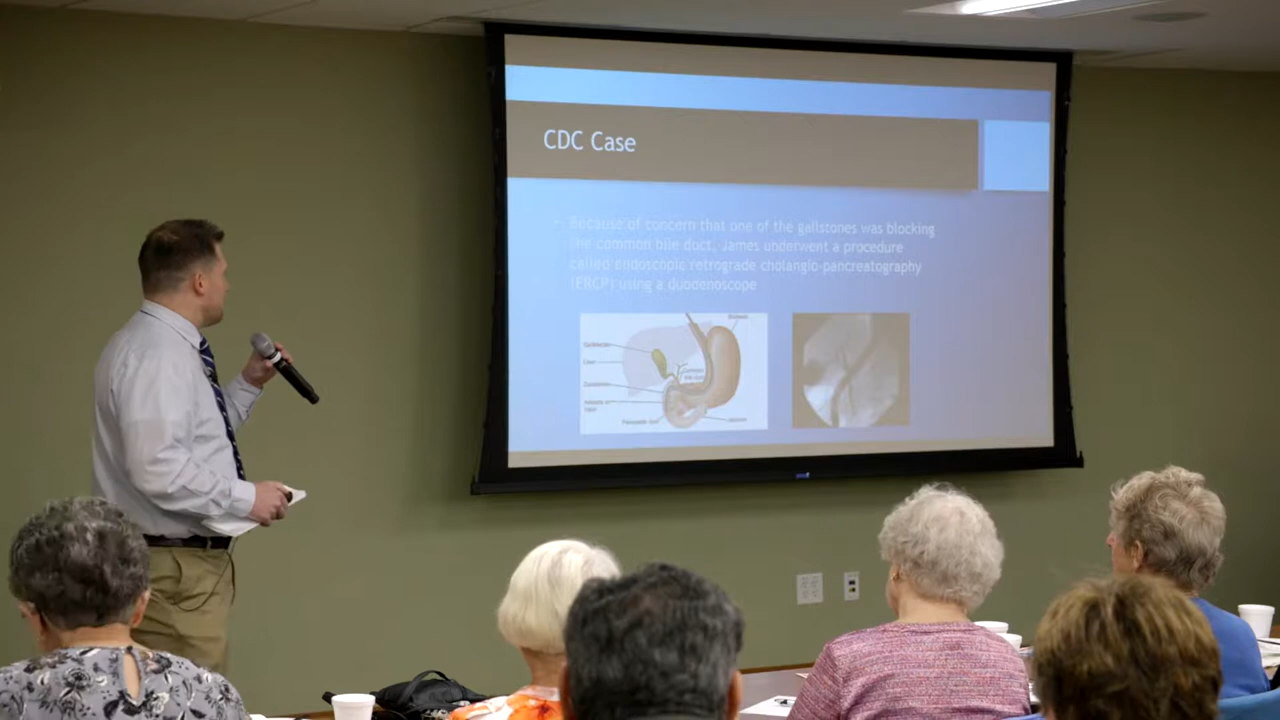 CDC Case
Because of concern that one of the gallstones was blocking
the common bile duct, James underwent a procedure
called endoscopic retrograde cholangio-pancreatography
(ERCP) using a duodenoscope